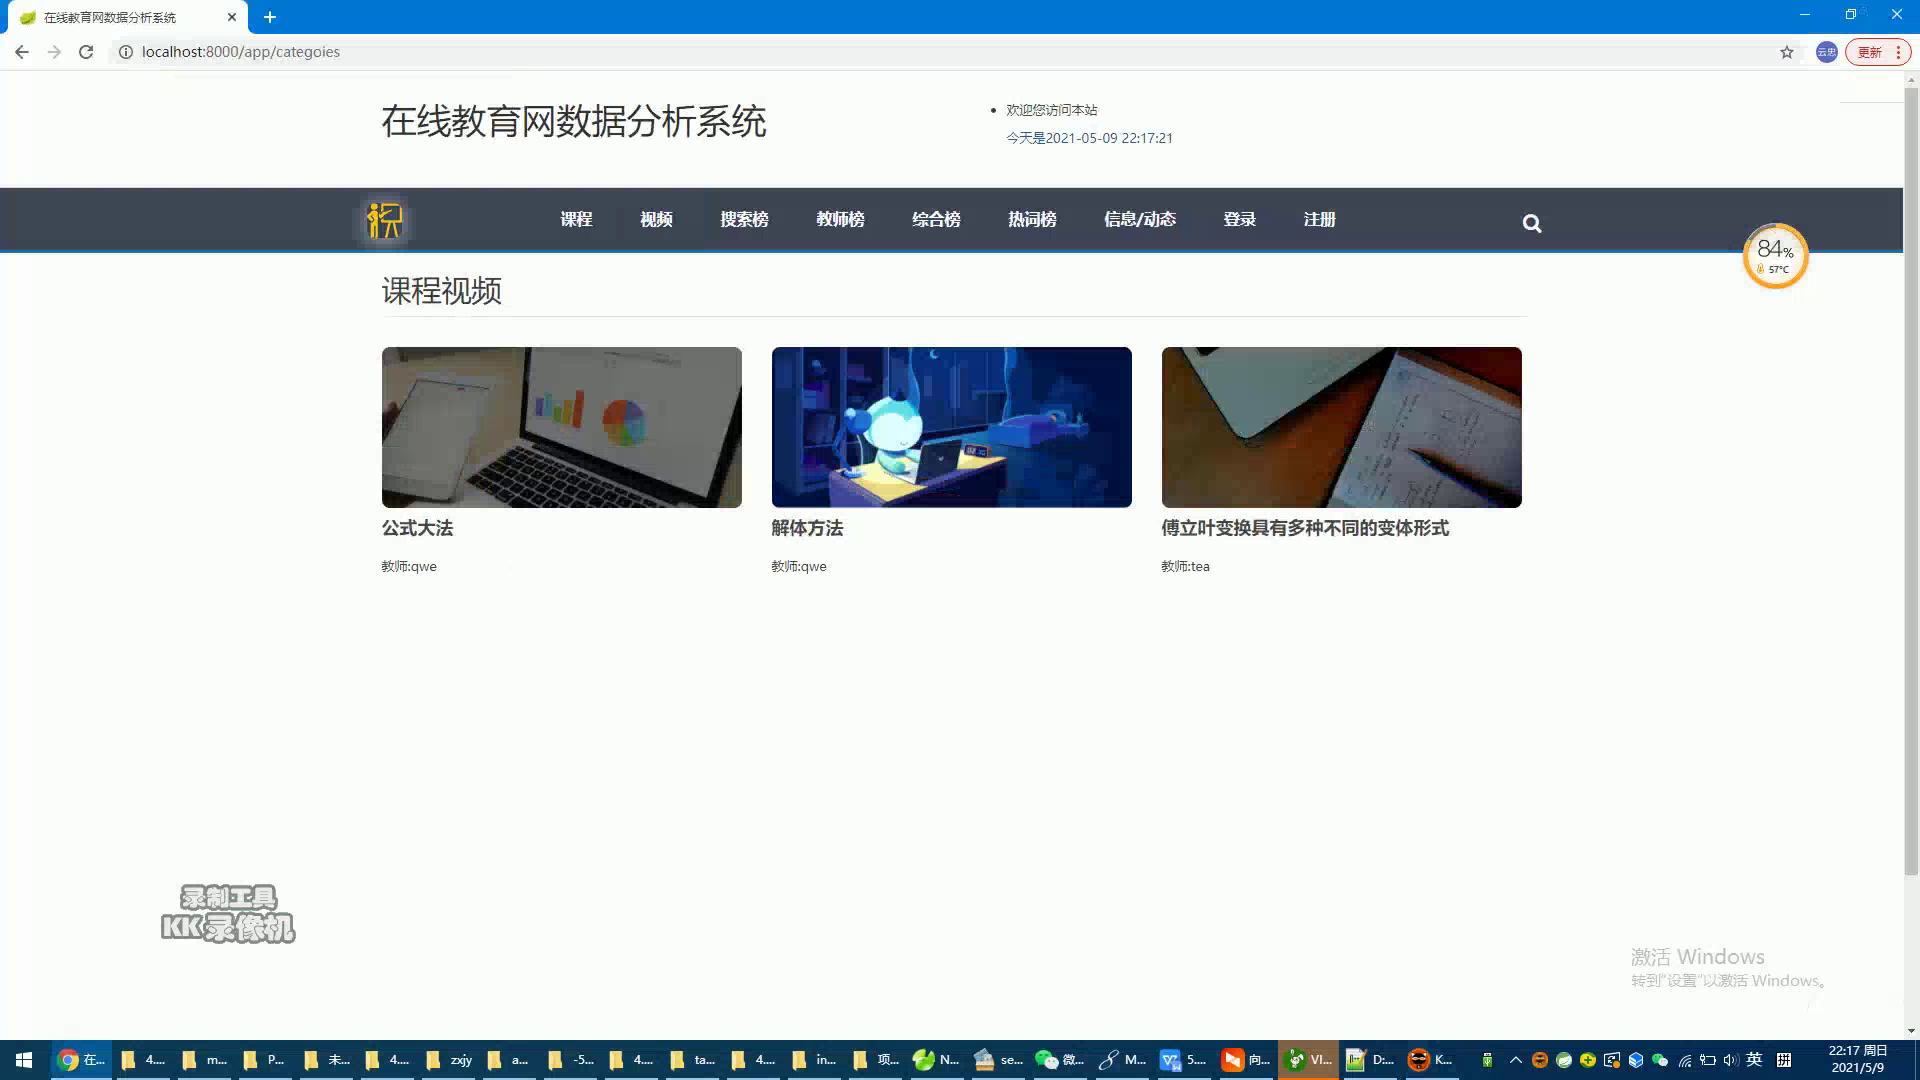 在线教育网数据分析系统
localhost:8000/app/categoies
云忠
更新
在线教育网数据分析系统
欢迎您访问本站
今天是2021-05-09 22:17:21
课程 视频 搜索榜 教师榜 综合榜 热词榜 信息/动态 登录 注册
84%
57°C
课程视频
公式大法 解体方法 傅立叶变换具有多种不同的变体形式
教师:qwe 教师:qwe 教师:tea
录制工具
KK录像机
激活 Windows
转到"设置"以激活 Windows。
在... 4.... m... P... 未... 4.... zxjy a... -5... 4.... ta... 4.... in... 项... N... se... 微... M... 5.... 向... VI... D:... K... 英
22:17 周日
2021/5/9